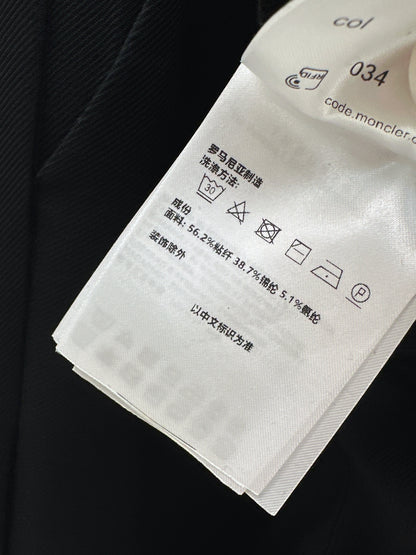 col
RFID
034
code.moncler.c
罗马尼亚制造
洗涤方法:
30
P
成份
面料: 56.2%粘纤 38.7%锦纶 5.1%氨纶
装饰除外
以中文标识为准